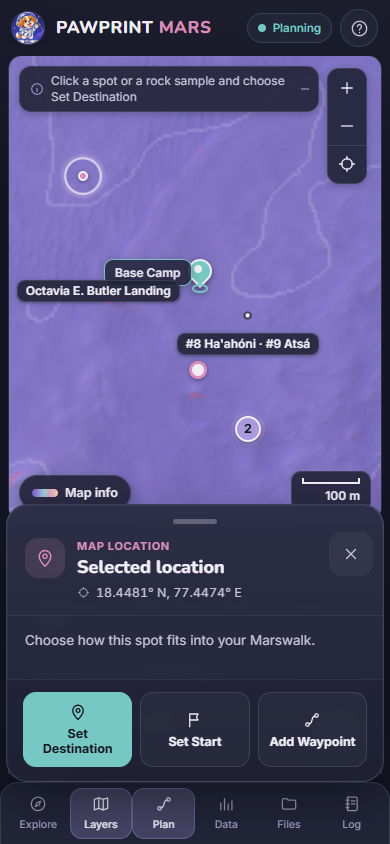 PAWPRINT MARS
Planning
Click a spot or a rock sample and choose
Set Destination
Base Camp
Octavia E. Butler Landing
#8 Ha'ahóni · #9 Atsá
2
Map info
100 m
MAP LOCATION
Selected location
18.4481° N, 77.4474° E
Choose how this spot fits into your Marswalk.
Set
Destination
Set Start
Add Waypoint
Explore
Layers
Plan
Data
Files
Log